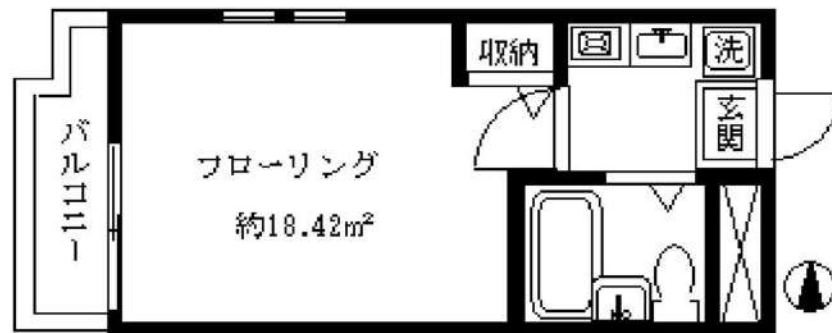 収納
洗
玄関
バルコニー
フローリング
約18.42m²